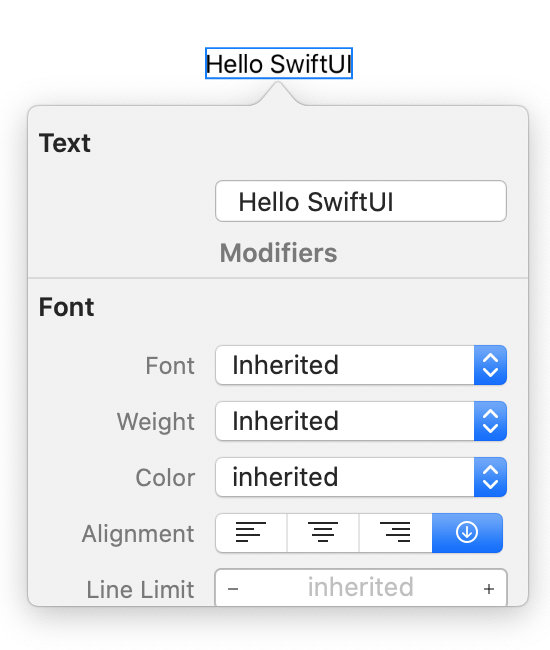 Hello SwiftUI
Text
Hello SwiftUI
Modifiers
Font
Font Inherited
Weight Inherited
Color inherited
Alignment
Line Limit − inherited +